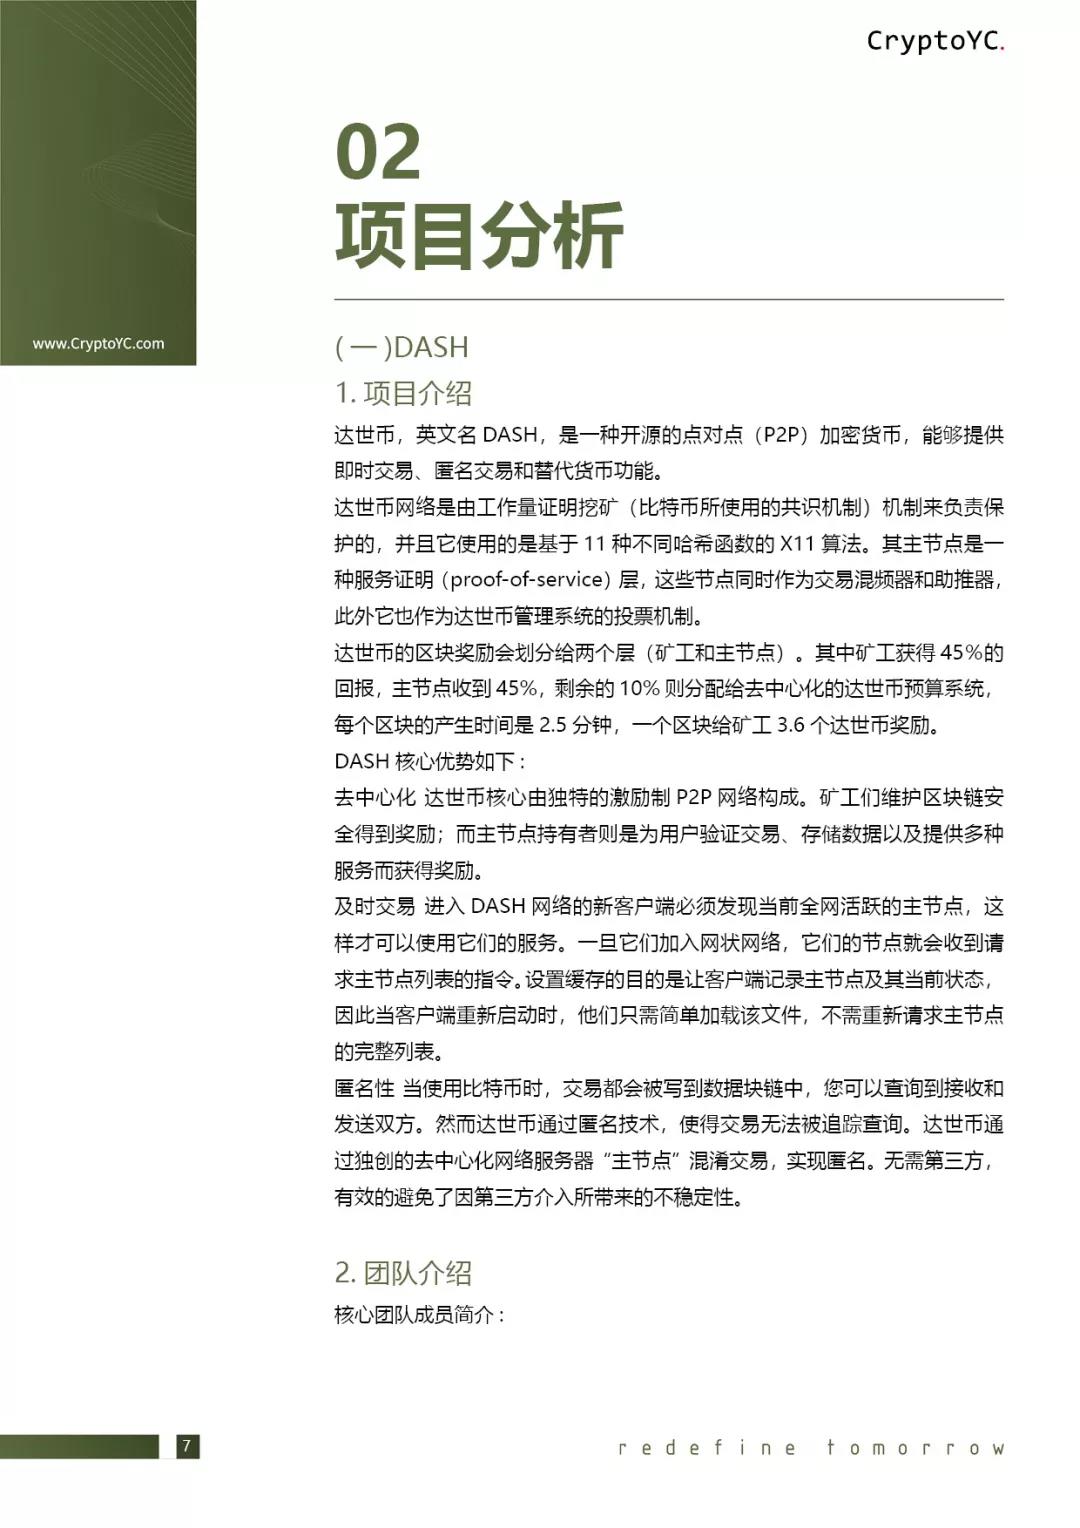 CryptoYC.
www.CryptoYC.com
02
项目分析
(一)DASH
1. 项目介绍
达世币，英文名 DASH，是一种开源的点对点（P2P）加密货币，能够提供
即时交易、匿名交易和替代货币功能。
达世币网络是由工作量证明挖矿（比特币所使用的共识机制）机制来负责保
护的，并且它使用的是基于 11 种不同哈希函数的 X11 算法。其主节点是一
种服务证明（proof-of-service）层，这些节点同时作为交易混频器和助推器，
此外它也作为达世币管理系统的投票机制。
达世币的区块奖励会划分给两个层（矿工和主节点）。其中矿工获得 45%的
回报，主节点收到 45%，剩余的 10% 则分配给去中心化的达世币预算系统，
每个区块的产生时间是 2.5 分钟，一个区块给矿工 3.6 个达世币奖励。
DASH 核心优势如下：
去中心化 达世币核心由独特的激励制 P2P 网络构成。矿工们维护区块链安
全得到奖励；而主节点持有者则是为用户验证交易、存储数据以及提供多种
服务而获得奖励。
及时交易 进入 DASH 网络的新客户端必须发现当前全网活跃的主节点，这
样才可以使用它们的服务。一旦它们加入网状网络，它们的节点就会收到请
求主节点列表的指令。设置缓存的目的是让客户端记录主节点及其当前状态，
因此当客户端重新启动时，他们只需简单加载该文件，不需重新请求主节点
的完整列表。
匿名性 当使用比特币时，交易都会被写到数据块链中，您可以查询到接收和
发送双方。然而达世币通过匿名技术，使得交易无法被追踪查询。达世币通
过独创的去中心化网络服务器“主节点”混淆交易，实现匿名。无需第三方，
有效的避免了因第三方介入所带来的不稳定性。
2. 团队介绍
核心团队成员简介：
7
redefine tomorrow